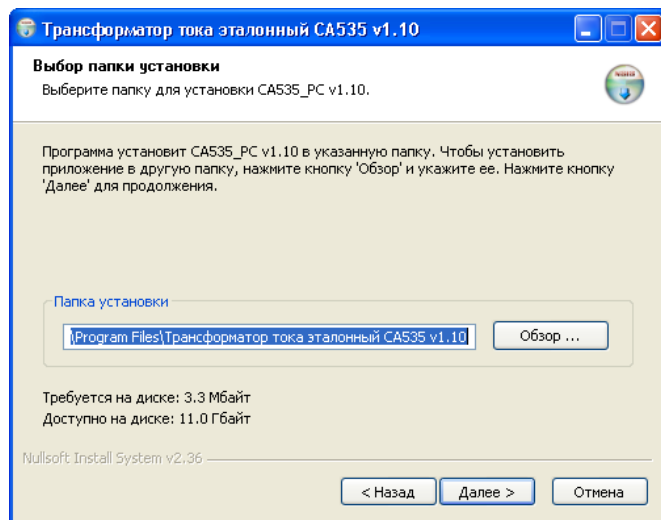 Трансформатор тока эталонный СА535 v1.10
Выбор папки установки
Выберите папку для установки CA535_PC v1.10.
Программа установит CA535_PC v1.10 в указанную папку. Чтобы установить
приложение в другую папку, нажмите кнопку 'Обзор' и укажите ее. Нажмите кнопку
'Далее' для продолжения.
Папка установки
\Program Files\Трансформатор тока эталонный СА535 v1.10
Обзор ...
Требуется на диске: 3.3 Мбайт
Доступно на диске: 11.0 Гбайт
Nullsoft Install System v2.36
< Назад
Далее >
Отмена